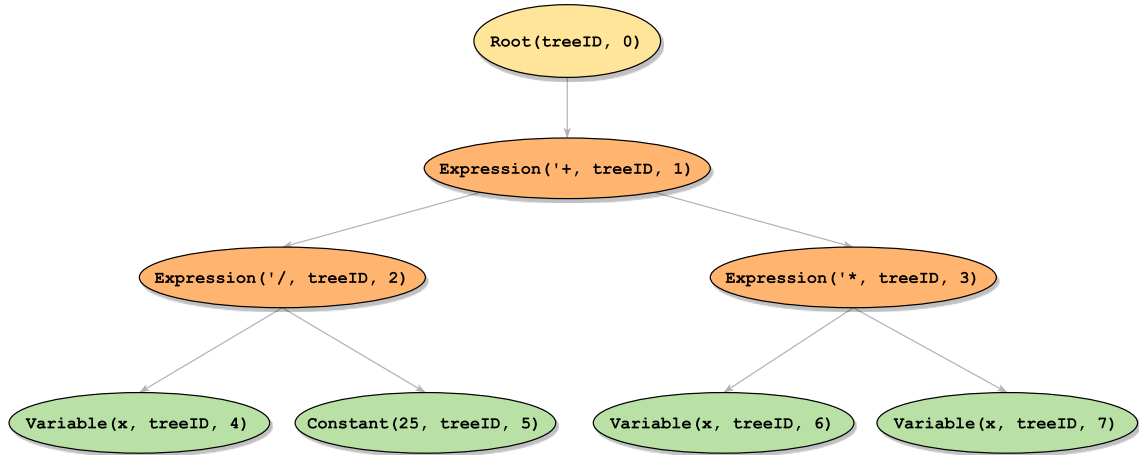 Root(treeID, 0)
Expression('+, treeID, 1)
Expression('/, treeID, 2)
Expression('*, treeID, 3)
Variable(x, treeID, 4)
Constant(25, treeID, 5)
Variable(x, treeID, 6)
Variable(x, treeID, 7)